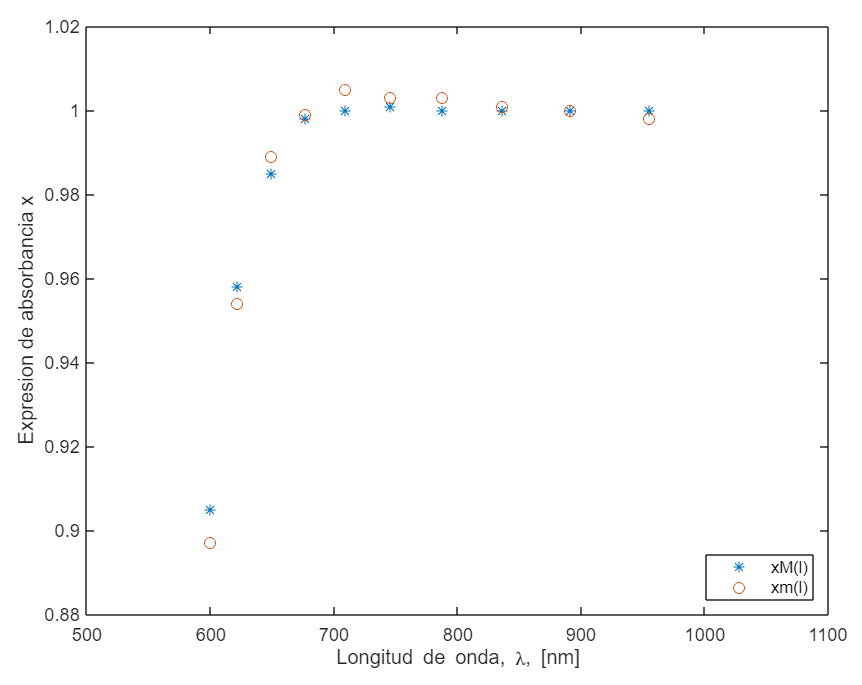 1.02
1
0.98
0.96
0.94
0.92
0.9
0.88
500 600 700 800 900 1000 1100
Expresion de absorbancia x
Longitud de onda, λ, [nm]
xM(l)
xm(l)